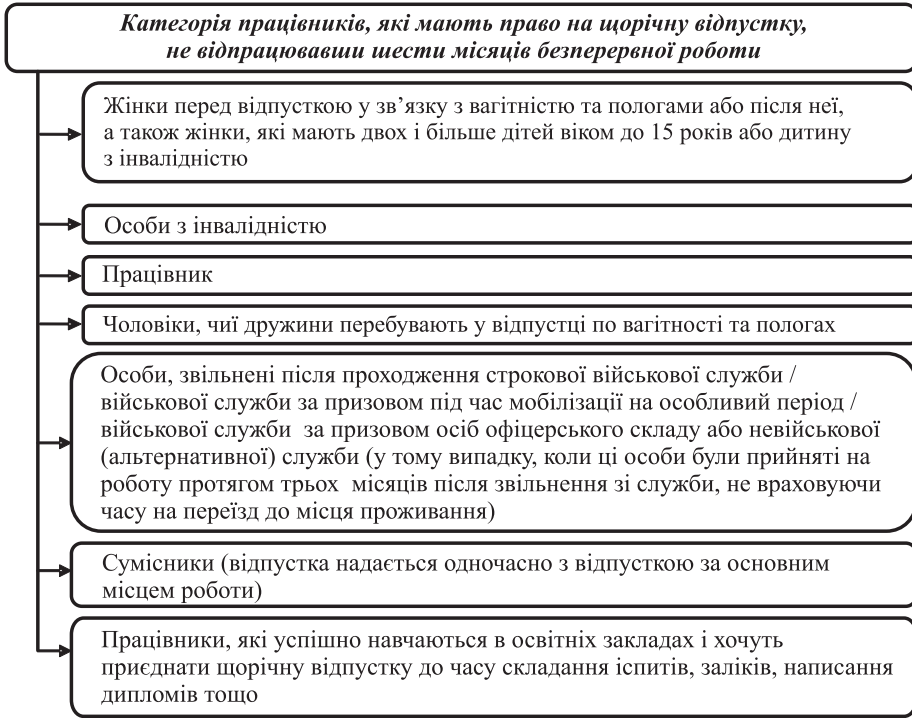 Категорія працівників, які мають право на щорічну відпустку,
не відпрацювавши шести місяців безперервної роботи
Жінки перед відпусткою у зв’язку з вагітністю та пологами або після неї,
а також жінки, які мають двох і більше дітей віком до 15 років або дитину
з інвалідністю
Особи з інвалідністю
Працівник
Чоловіки, чиї дружини перебувають у відпустці по вагітності та пологах
Особи, звільнені після проходження строкової військової служби /
військової служби за призовом під час мобілізації на особливий період /
військової служби за призовом осіб офіцерського складу або невійськової
(альтернативної) служби (у тому випадку, коли ці особи були прийняті на
роботу протягом трьох місяців після звільнення зі служби, не враховуючи
часу на переїзд до місця проживання)
Сумісники (відпустка надається одночасно з відпусткою за основним
місцем роботи)
Працівники, які успішно навчаються в освітніх закладах і хочуть
приєднати щорічну відпустку до часу складання іспитів, заліків, написання
дипломів тощо